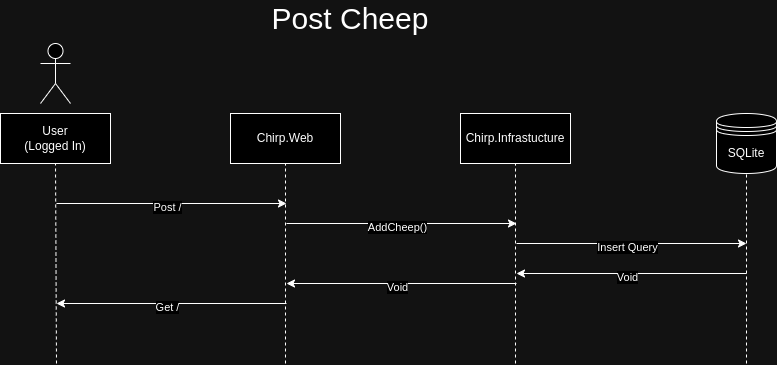 Post Cheep
User
(Logged In)
Chirp.Web
Chirp.Infrastucture
SQLite
Post /
AddCheep()
Insert Query
Void
Void
Get /